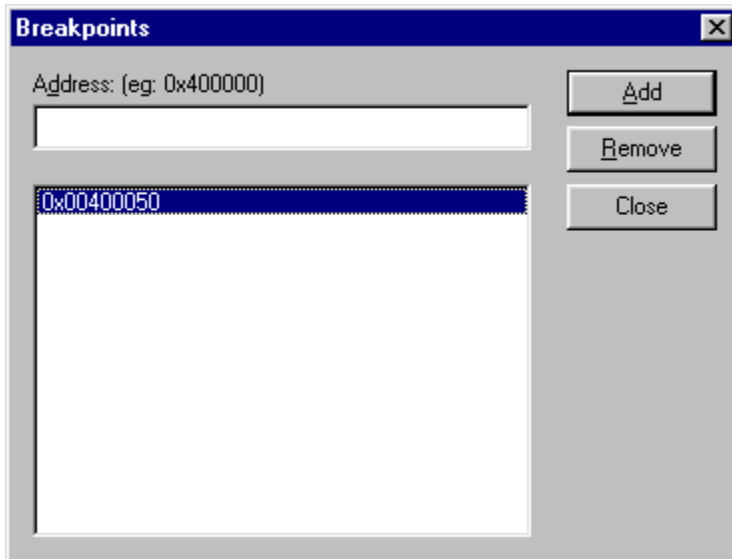 Breakpoints
Address: (eg: 0x400000)
Add
Remove
0x00400050
Close